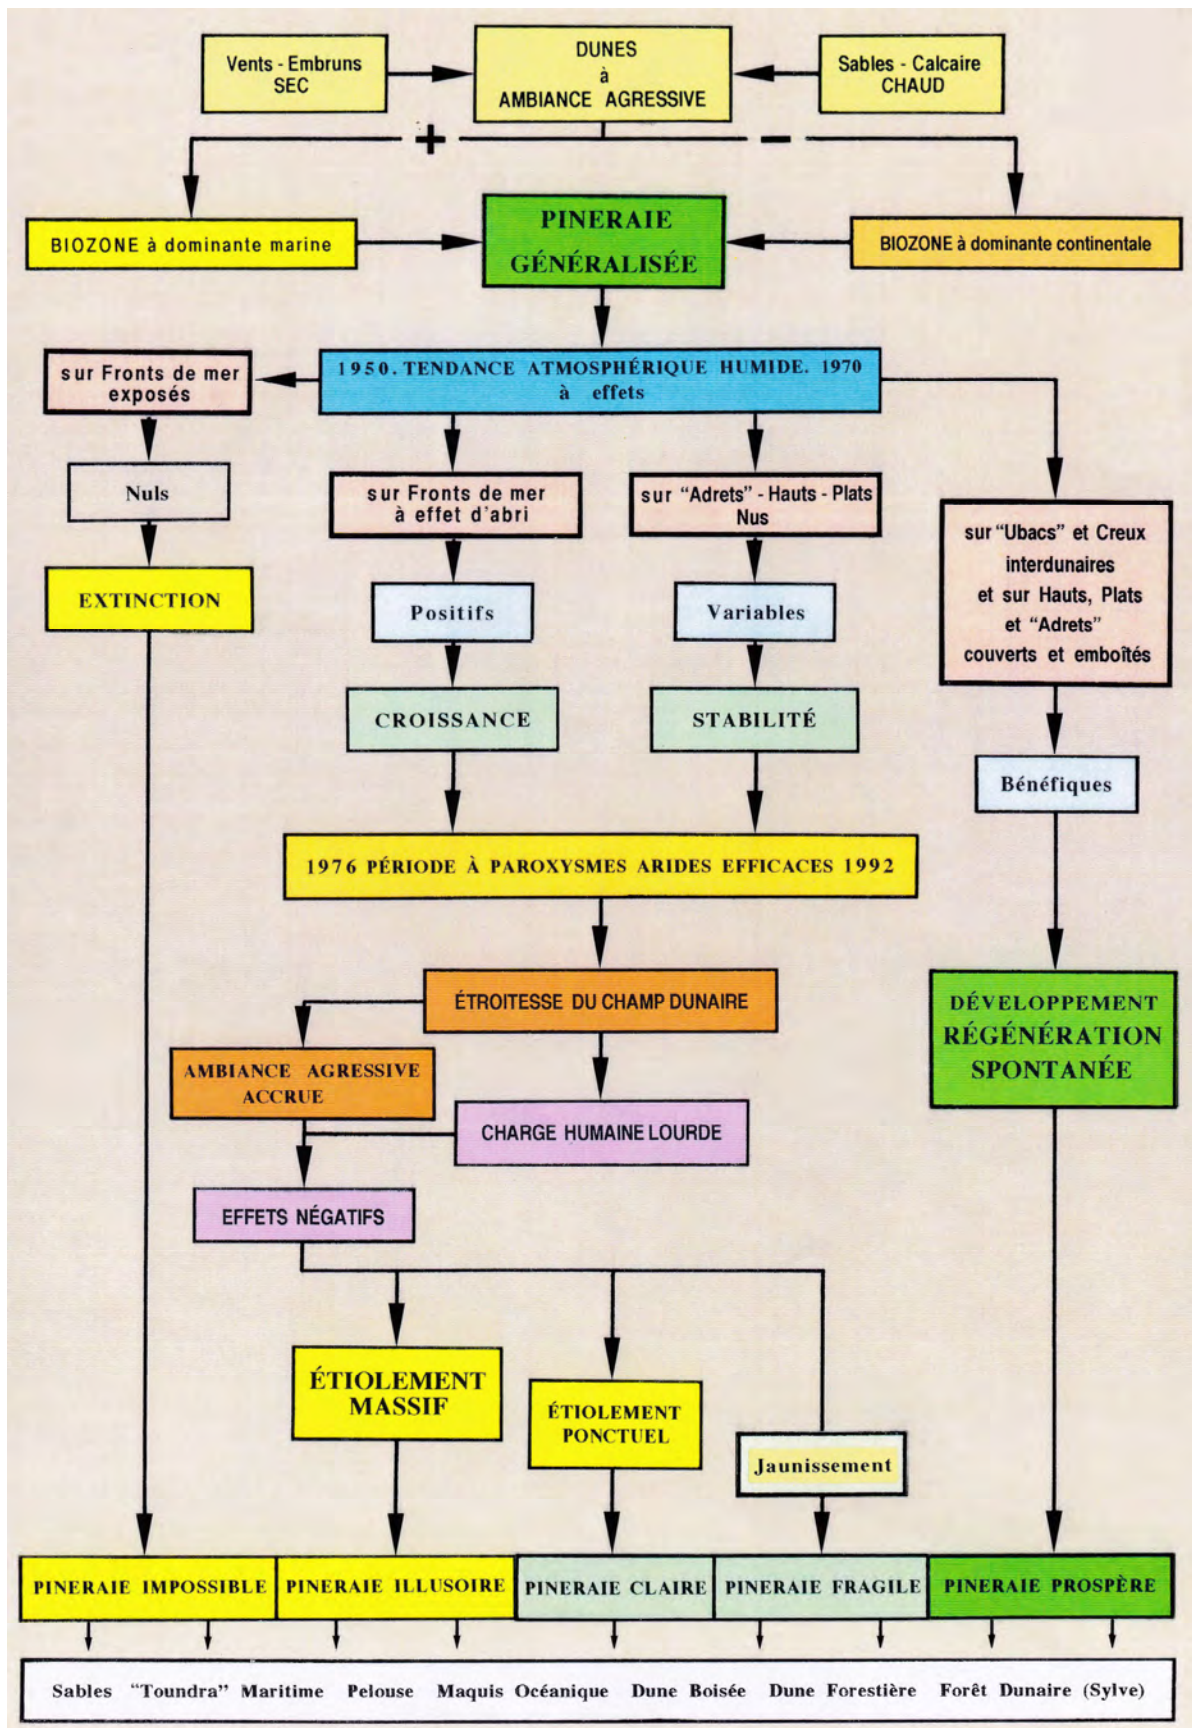 Vents - Embruns
SEC
DUNES
à
AMBIANCE AGRESSIVE
Sables - Calcaire
CHAUD
+
-
BIOZONE à dominante marine
PINERAIE
GÉNÉRALISÉE
BIOZONE à dominante continentale
sur Fronts de mer
exposés
1950. TENDANCE ATMOSPHÉRIQUE HUMIDE. 1970
à effets
Nuls
sur Fronts de mer
à effet d'abri
sur "Adrets" - Hauts - Plats
Nus
sur "Ubacs" et Creux
interdunaires
et sur Hauts, Plats
et "Adrets"
couverts et emboîtés
EXTINCTION
Positifs
Variables
CROISSANCE
STABILITÉ
Bénéfiques
1976 PÉRIODE À PAROXYSMES ARIDES EFFICACES 1992
ÉTROITESSE DU CHAMP DUNAIRE
DÉVELOPPEMENT
RÉGÉNÉRATION
SPONTANÉE
AMBIANCE AGRESSIVE
ACCRUE
CHARGE HUMAINE LOURDE
EFFETS NÉGATIFS
ÉTIOLEMENT
MASSIF
ÉTIOLEMENT
PONCTUEL
Jaunissement
PINERAIE IMPOSSIBLE
PINERAIE ILLUSOIRE
PINERAIE CLAIRE
PINERAIE FRAGILE
PINERAIE PROSPÈRE
Sables "Toundra" Maritime Pelouse Maquis Océanique Dune Boisée Dune Forestière Forêt Dunaire (Sylve)